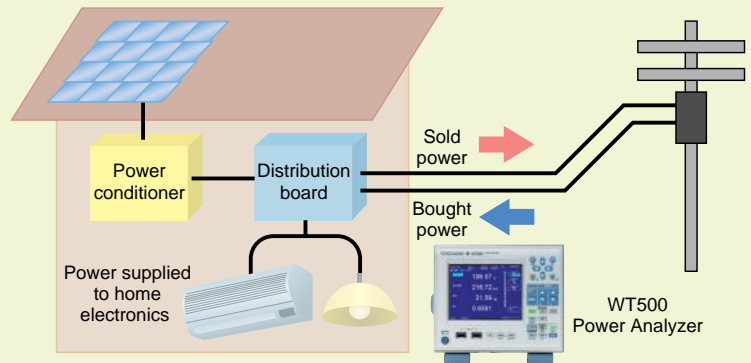 Sold
power
Power
conditioner
Distribution
board
Bought
power
Power supplied
to home
electronics
WT500
Power Analyzer